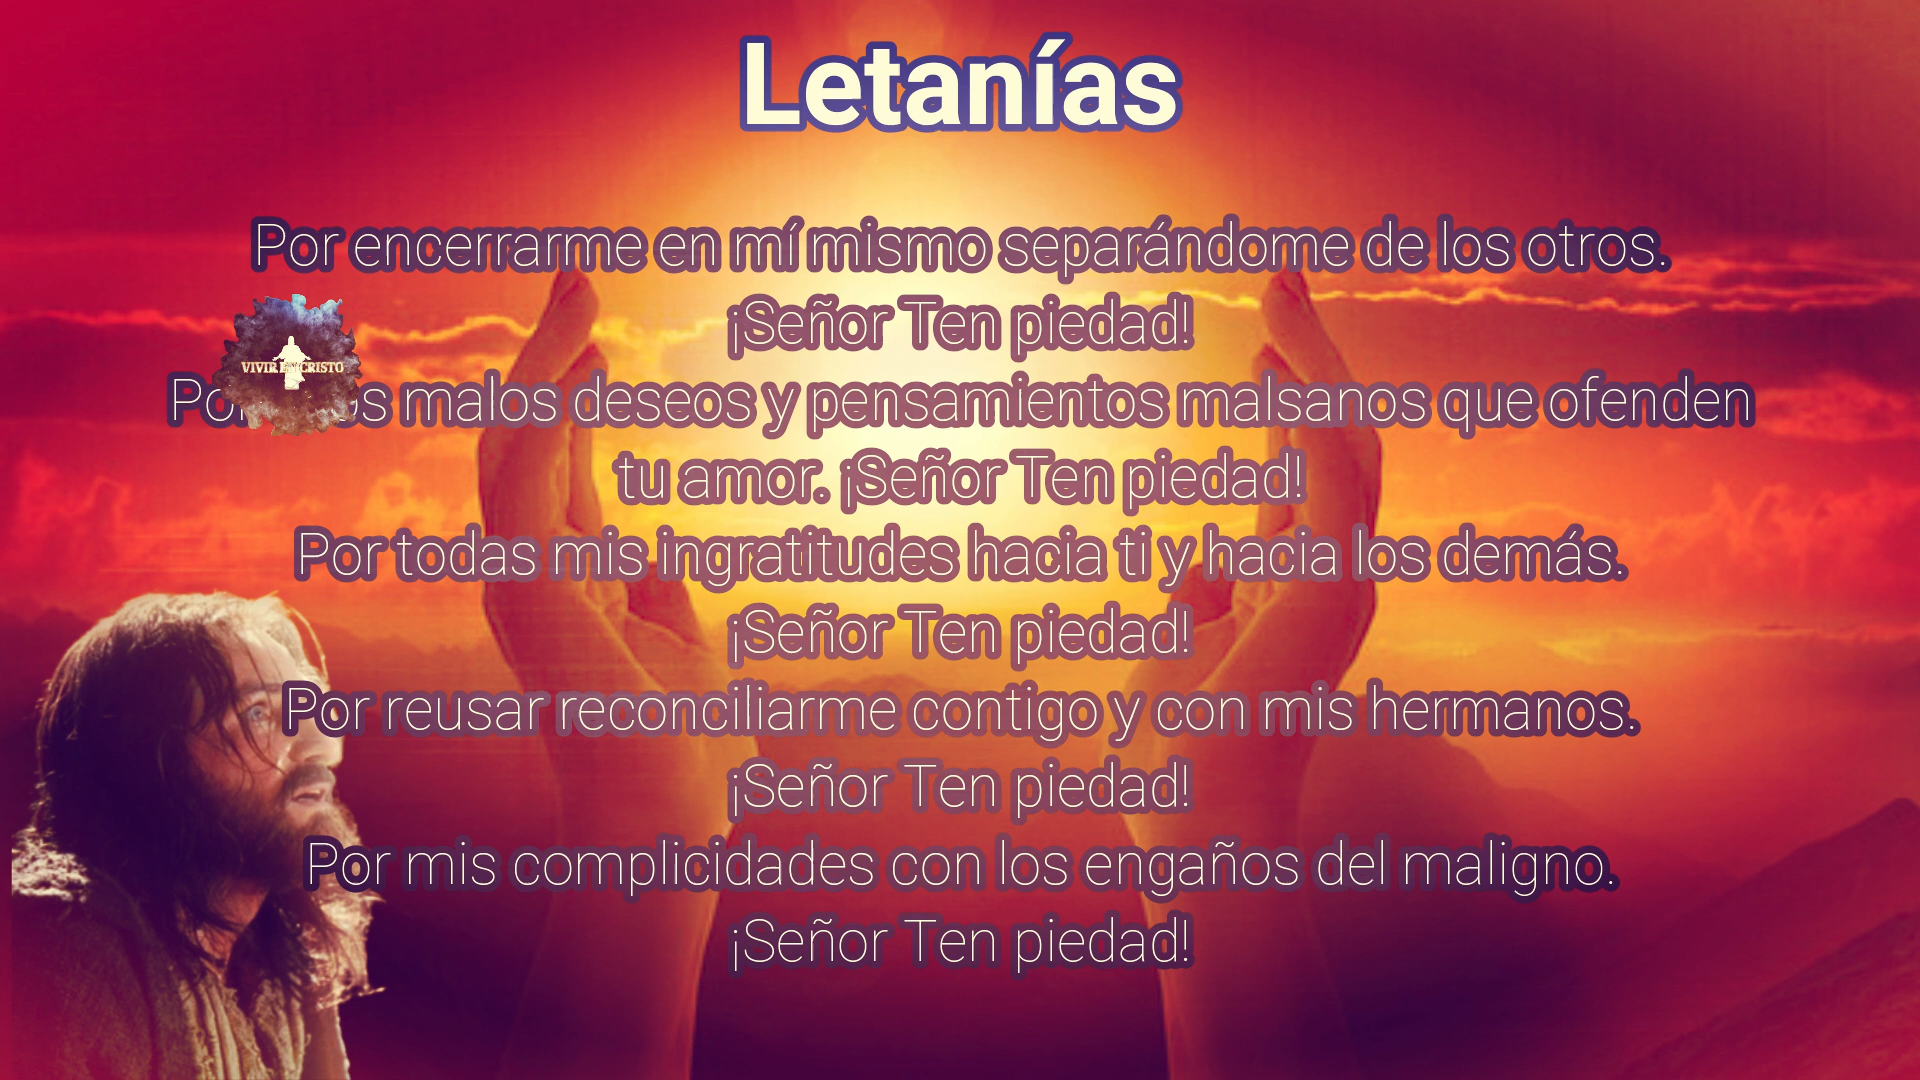 Letanías
Por encerrarme en mí mismo separándome de los otros.
¡Señor Ten piedad!
VIVIR EN CRISTO
malos deseos y pensamientos malsanos que ofenden
tu amor. ¡Señor Ten piedad!
Por todas mis ingratitudes hacia ti y hacia los demás.
¡Señor Ten piedad!
Por reusar reconciliarme contigo y con mis hermanos.
¡Señor Ten piedad!
Por mis complicidades con los engaños del maligno.
¡Señor Ten piedad!